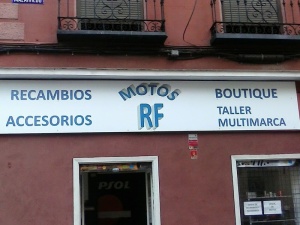 RECAMBIOS
ACCESORIOS
MOTOS
RF
BOUTIQUE
TALLER
MULTIMARCA